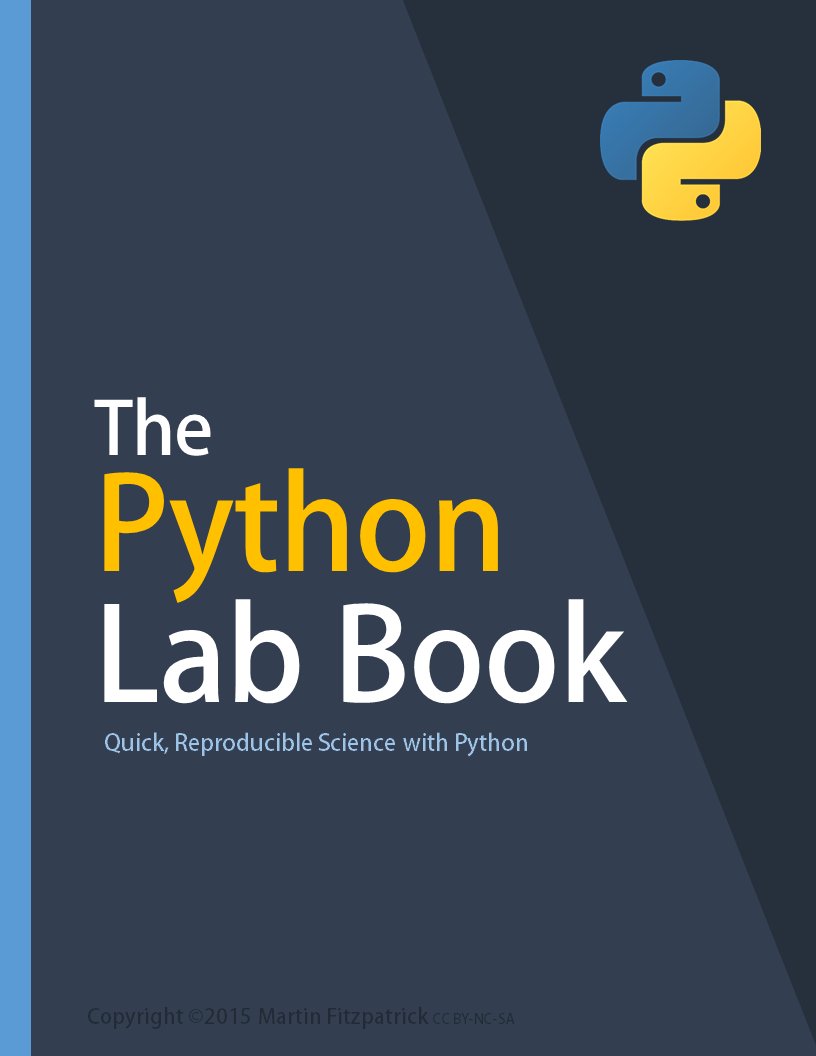 The
Python
Lab Book
Quick, Reproducible Science with Python
Copyright ©2015 Martin Fitzpatrick CC BY-NC-SA